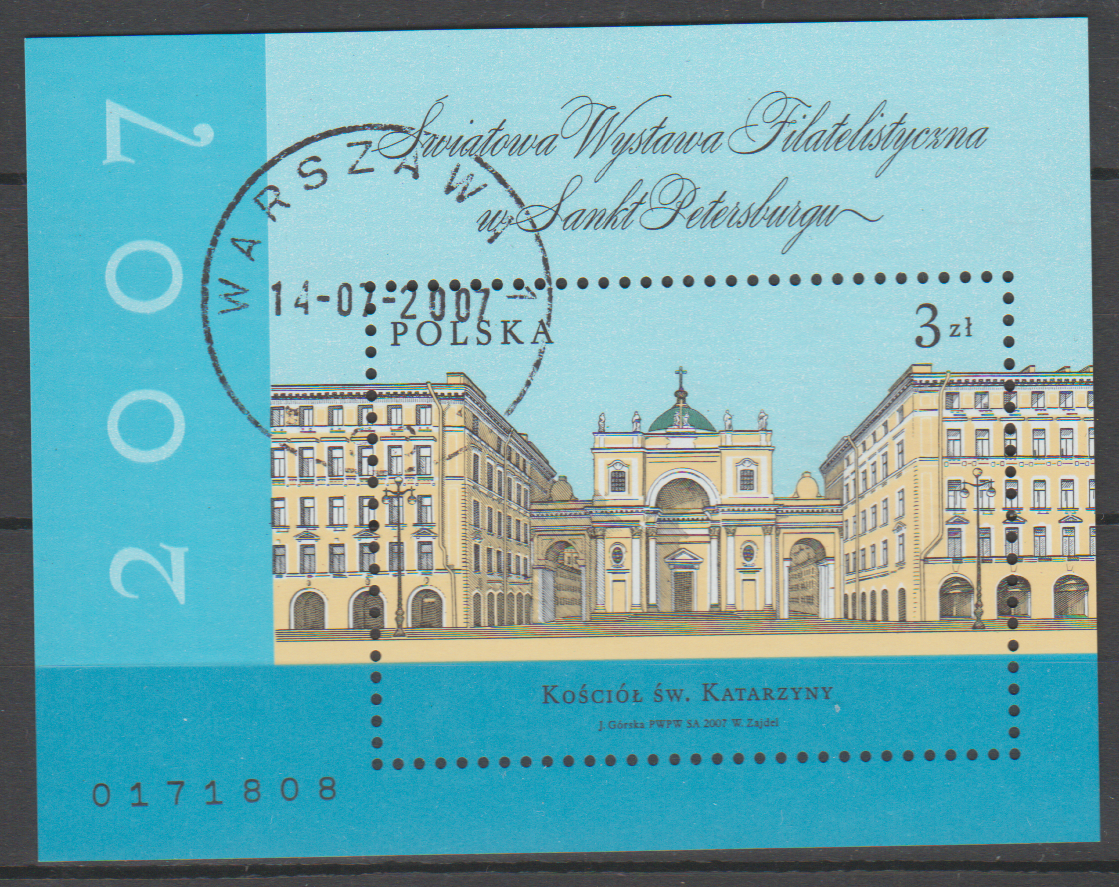 2007
Światowa Wystawa Filatelistyczna
w Sankt Petersburgu
WARSZAWA 1
14-07-2007
POLSKA
3 zł
KOŚCIÓŁ ŚW. KATARZYNY
J. Górska PWPW SA 2007 W. Zajdel
0171808